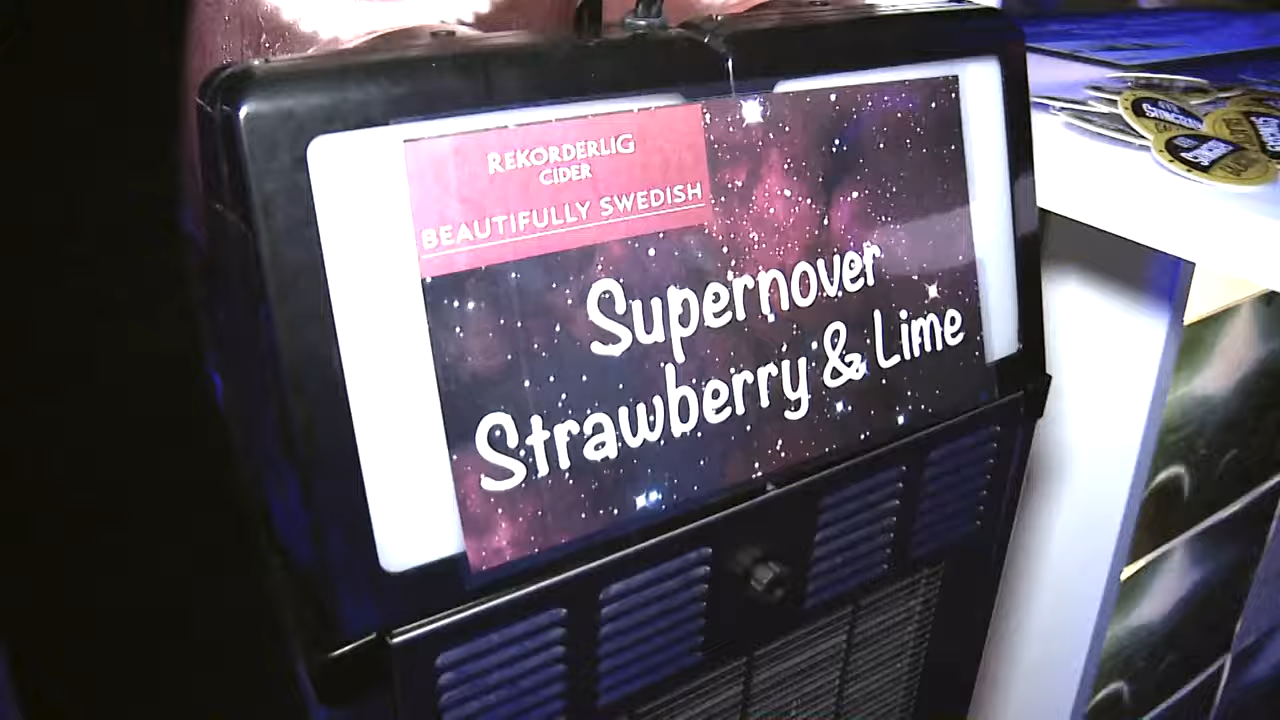 REKORDERLIG
CIDER
BEAUTIFULLY SWEDISH
Supernover
Strawberry & Lime